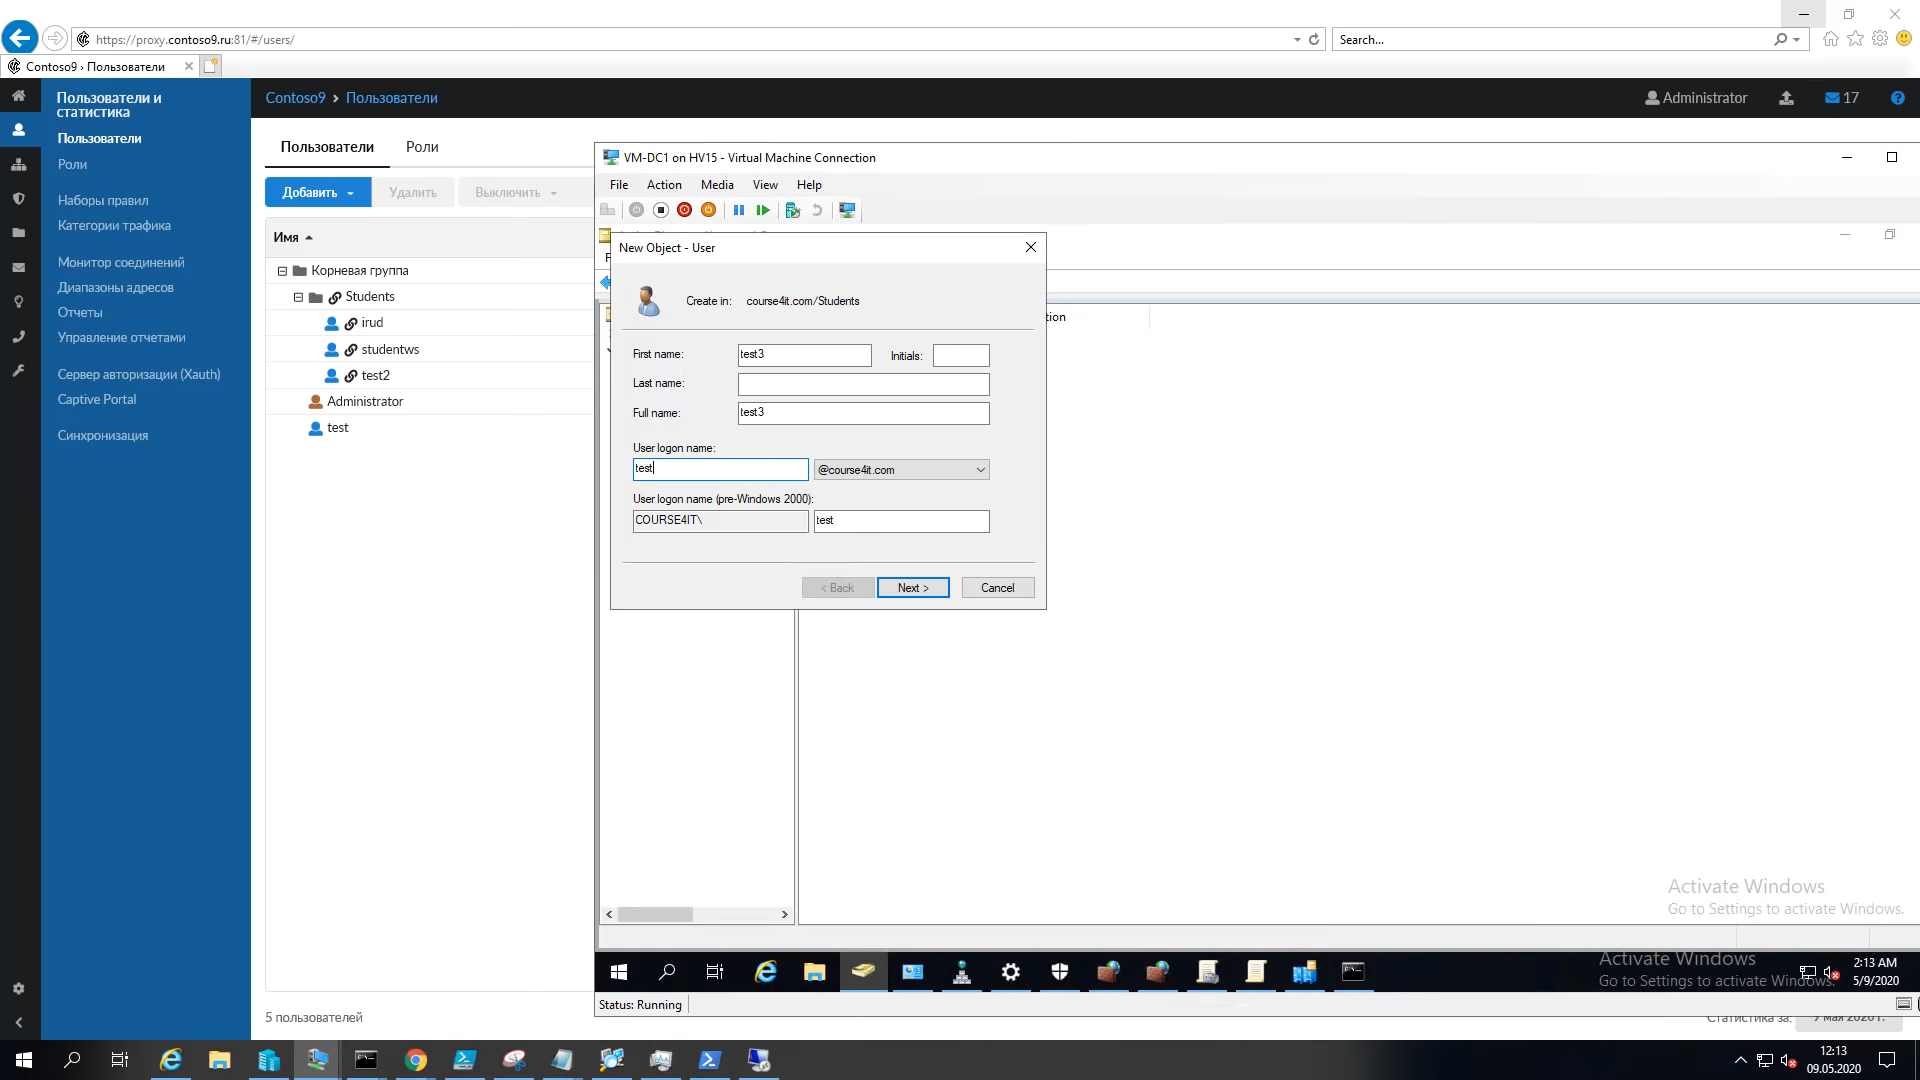 https://proxy.contoso9.ru:81/#/users/
Search...
Contoso9 › Пользователи
Пользователи и статистика
Пользователи
Роли
Наборы правил
Категории трафика
Монитор соединений
Диапазоны адресов
Отчеты
Управление отчетами
Сервер авторизации (Xauth)
Captive Portal
Синхронизация
Contoso9 › Пользователи
Administrator
17
Пользователи
Роли
Добавить
Удалить
Выключить
Имя
Корневая группа
Students
irud
studentws
test2
Administrator
test
5 пользователей
VM-DC1 on HV15 - Virtual Machine Connection
File Action Media View Help
New Object - User
Create in: course4it.com/Students
First name: test3 Initials:
Last name:
Full name: test3
User logon name:
test @course4it.com
User logon name (pre-Windows 2000):
COURSE4IT\ test
< Back Next > Cancel
tion
Activate Windows
Go to Settings to activate Windows.
Activate Windows
Go to Settings to activate Windows.
2:13 AM
5/9/2020
Status: Running
Статистика за:
12:13
09.05.2020